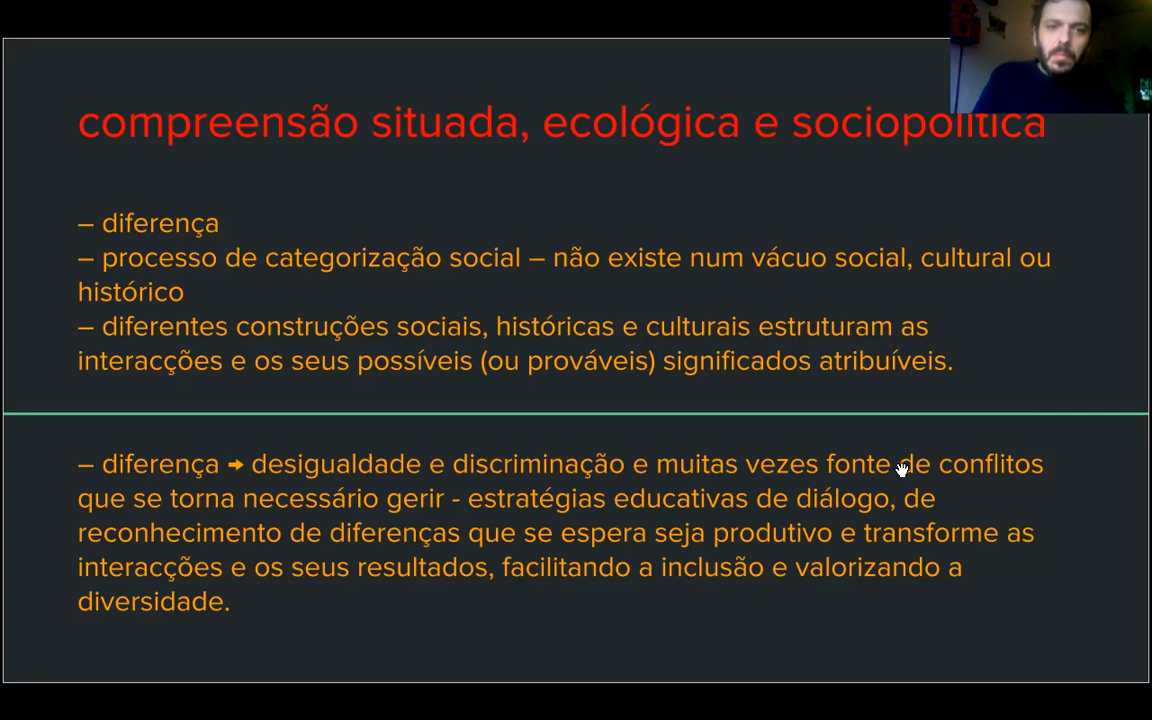 compreensão situada, ecológica e sociopolítica
– diferença
– processo de categorização social – não existe num vácuo social, cultural ou
histórico
– diferentes construções sociais, históricas e culturais estruturam as
interacções e os seus possíveis (ou prováveis) significados atribuíveis.
– diferença ➜ desigualdade e discriminação e muitas vezes fonte de conflitos
que se torna necessário gerir - estratégias educativas de diálogo, de
reconhecimento de diferenças que se espera seja produtivo e transforme as
interacções e os seus resultados, facilitando a inclusão e valorizando a
diversidade.